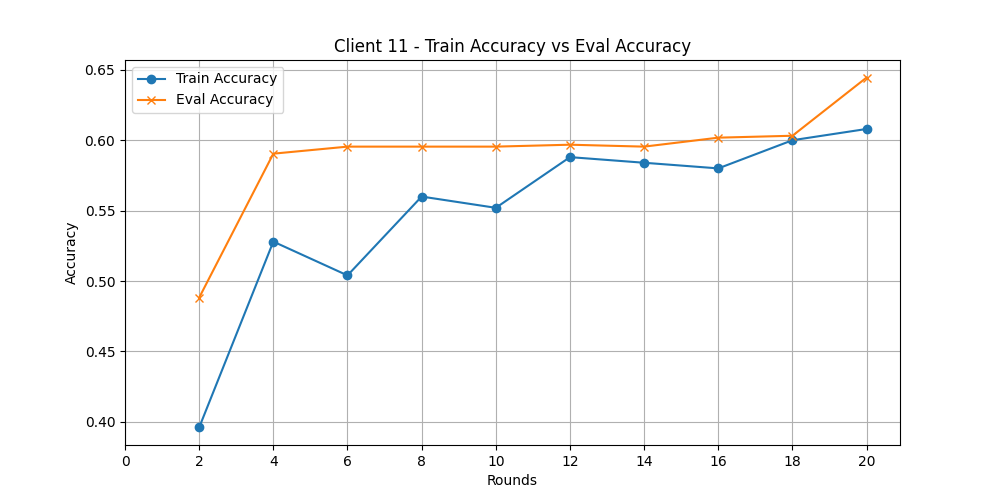 Client 11 - Train Accuracy vs Eval Accuracy
Train Accuracy
Eval Accuracy
0.65
0.60
0.55
0.50
0.45
0.40
Accuracy
0 2 4 6 8 10 12 14 16 18 20
Rounds